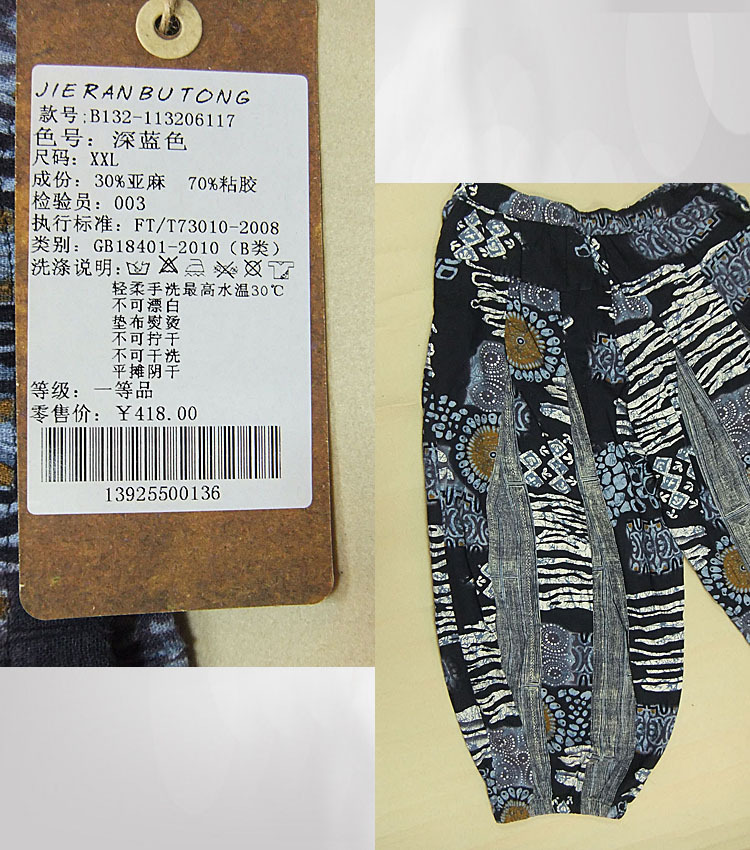 JIERANBUTONG
款号:B132-113206117
色号: 深蓝色
尺码: XXL
成份: 30%亚麻 70%粘胶
检验员: 003
执行标准: FT/T73010-2008
类别: GB18401-2010 (B类)
洗涤说明:
轻柔手洗最高水温30℃
不可漂白
垫布熨烫
不可拧干
不可干洗
平摊阴干
等级: 一等品
零售价: ¥418.00
13925500136